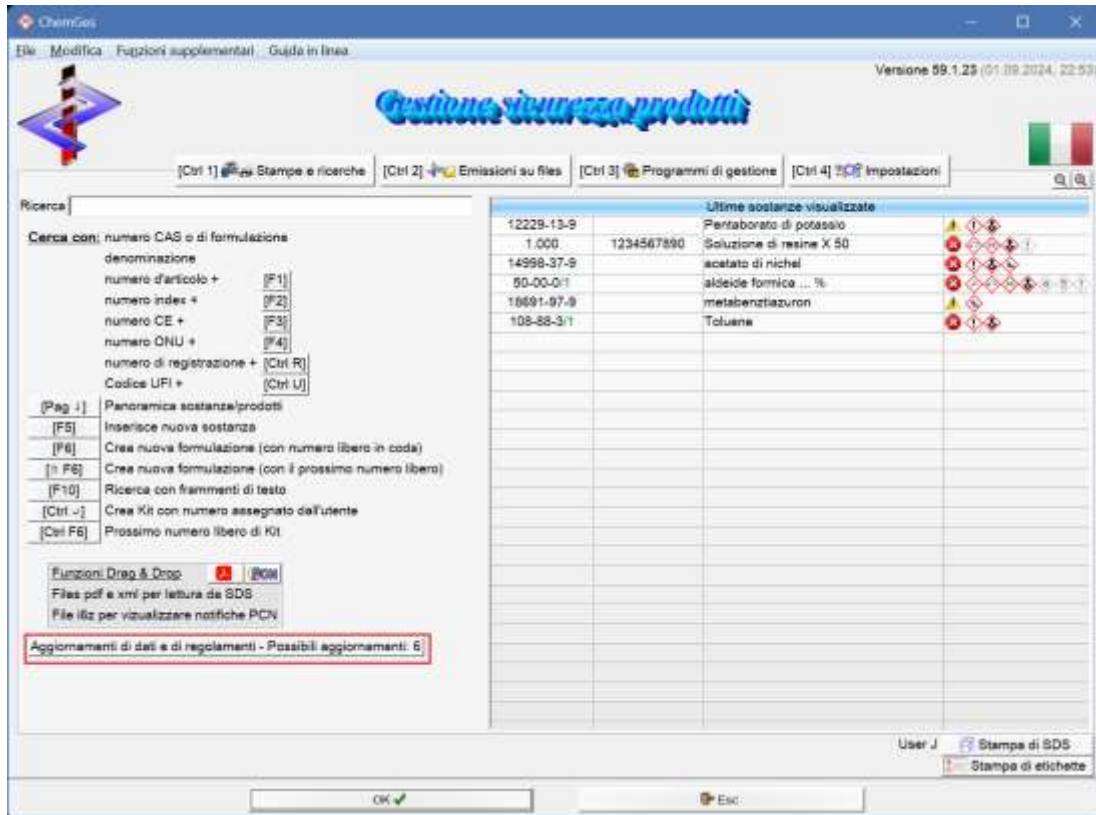 ChemGes
File Modifica Funzioni supplementari Guida in linea
Versione 59.1.23 (01.09.2024, 22:53)
Gestione sicurezza prodotti
[Ctrl 1] Stampe e ricerche [Ctrl 2] Emissioni su files [Ctrl 3] Programmi di gestione [Ctrl 4] Impostazioni
Ricerca
Ultime sostanze visualizzate
12229-13-9 Pentaborato di potassio
1.000 1234567890 Soluzione di resine X 50
14998-37-9 acetato di nichel
50-00-0/1 aldeide formica ... %
18691-97-9 metabenztiazuron
108-88-3/1 Toluene
Cerca con: numero CAS o di formulazione
denominazione
numero d'articolo + [F1]
numero index + [F2]
numero CE + [F3]
numero ONU + [F4]
numero di registrazione + [Ctrl R]
Codice UFI + [Ctrl U]
[Pag ↓] Panoramica sostanze/prodotti
[F5] Inserisce nuova sostanza
[F6] Crea nuova formulazione (con numero libero in coda)
[⇑ F6] Crea nuova formulazione (con il prossimo numero libero)
[F10] Ricerca con frammenti di testo
[Ctrl ↵] Crea Kit con numero assegnato dall'utente
[Ctrl F6] Prossimo numero libero di Kit
Funzioni Drag & Drop PCN
Files pdf e xml per lettura da SDS
File i6z per vizualizzare notifiche PCN
Aggiornamenti di dati e di regolamenti - Possibili aggiornamenti: 6
User J Stampa di SDS
Stampa di etichette
OK Esc